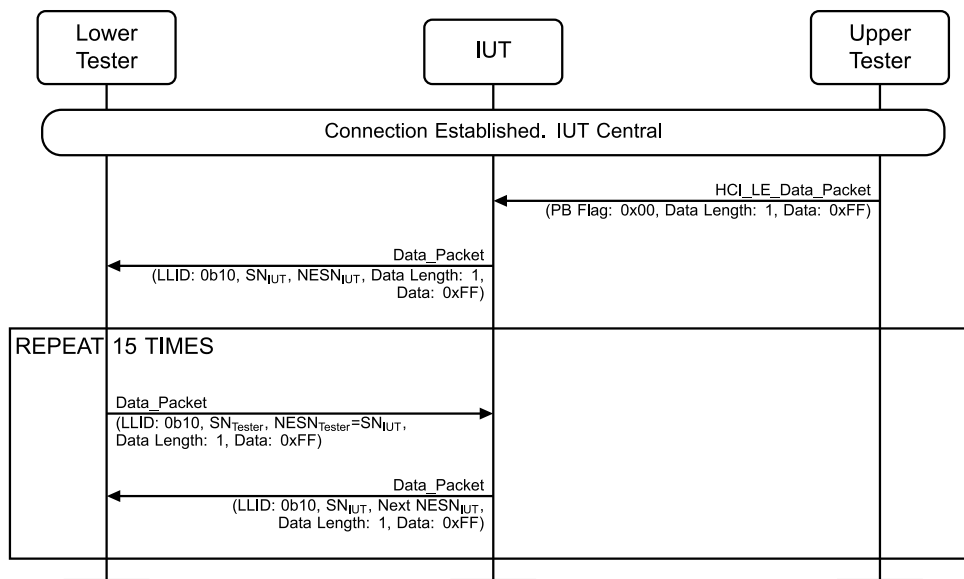 Lower
Tester
IUT
Upper
Tester
Connection Established. IUT Central
HCI_LE_Data_Packet
(PB Flag: 0x00, Data Length: 1, Data: 0xFF)
Data_Packet
(LLID: 0b10, SNIUT, NESNIUT, Data Length: 1,
Data: 0xFF)
REPEAT 15 TIMES
Data_Packet
(LLID: 0b10, SNTester, NESNTester=SNIUT,
Data Length: 1, Data: 0xFF)
Data_Packet
(LLID: 0b10, SNIUT, Next NESNIUT,
Data Length: 1, Data: 0xFF)